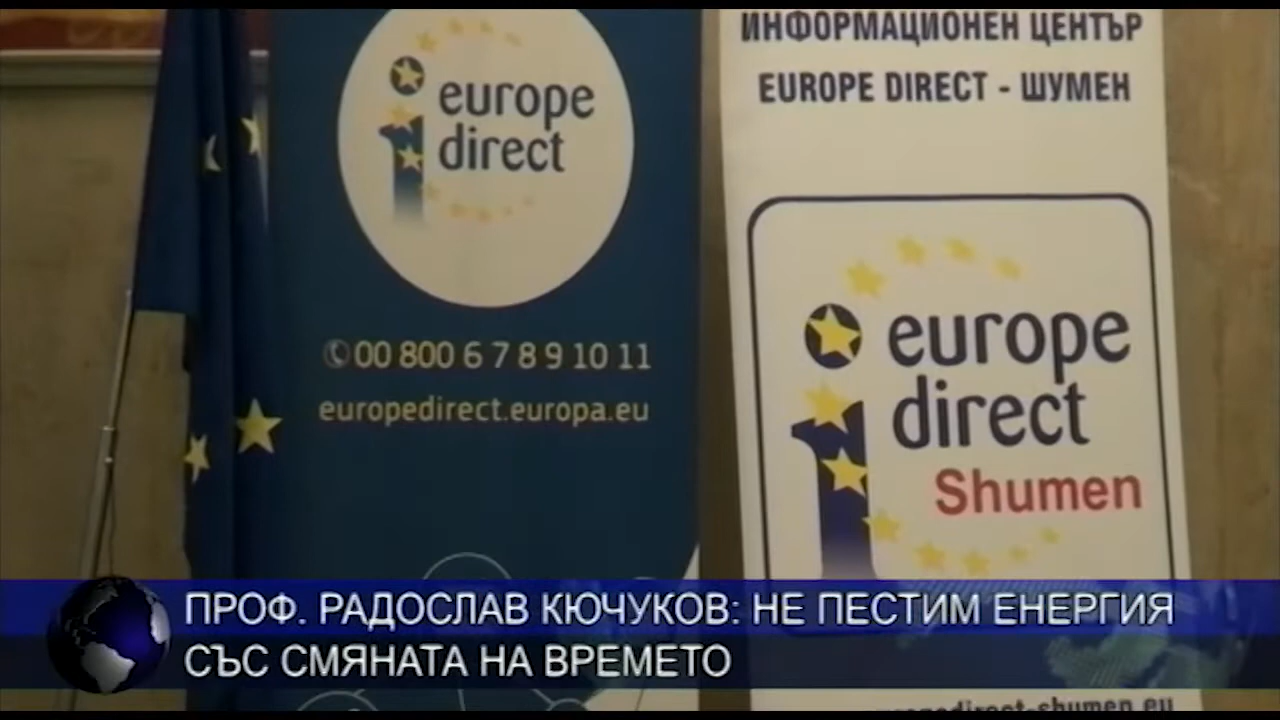 europe
direct
00 800 6 7 8 9 10 11
europedirect.europa.eu
ИНФОРМАЦИОНЕН ЦЕНТЪР
EUROPE DIRECT - ШУМЕН
europe
direct
Shumen
ПРОФ. РАДОСЛАВ КЮЧУКОВ: НЕ ПЕСТИМ ЕНЕРГИЯ
СЪС СМЯНАТА НА ВРЕМЕТО